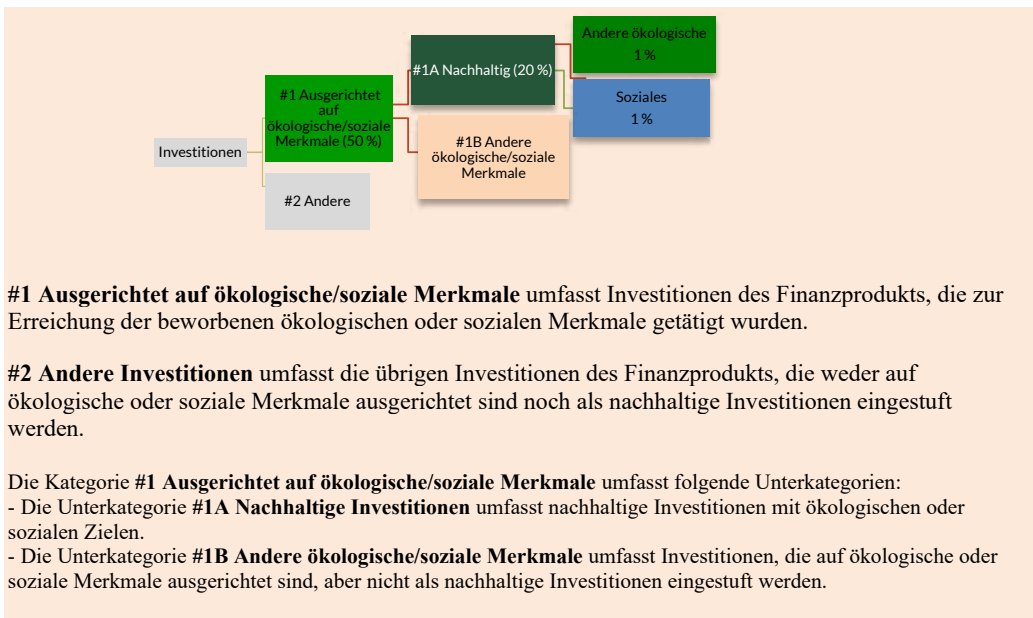 Andere ökologische
1 %
#1A Nachhaltig (20 %)
Soziales
1 %
#1 Ausgerichtet
auf
ökologische/soziale
Merkmale (50 %)
#1B Andere
ökologische/soziale
Merkmale
Investitionen
#2 Andere
#1 Ausgerichtet auf ökologische/soziale Merkmale umfasst Investitionen des Finanzprodukts, die zur
Erreichung der beworbenen ökologischen oder sozialen Merkmale getätigt wurden.
#2 Andere Investitionen umfasst die übrigen Investitionen des Finanzprodukts, die weder auf
ökologische oder soziale Merkmale ausgerichtet sind noch als nachhaltige Investitionen eingestuft
werden.
Die Kategorie #1 Ausgerichtet auf ökologische/soziale Merkmale umfasst folgende Unterkategorien:
- Die Unterkategorie #1A Nachhaltige Investitionen umfasst nachhaltige Investitionen mit ökologischen oder
sozialen Zielen.
- Die Unterkategorie #1B Andere ökologische/soziale Merkmale umfasst Investitionen, die auf ökologische oder
soziale Merkmale ausgerichtet sind, aber nicht als nachhaltige Investitionen eingestuft werden.